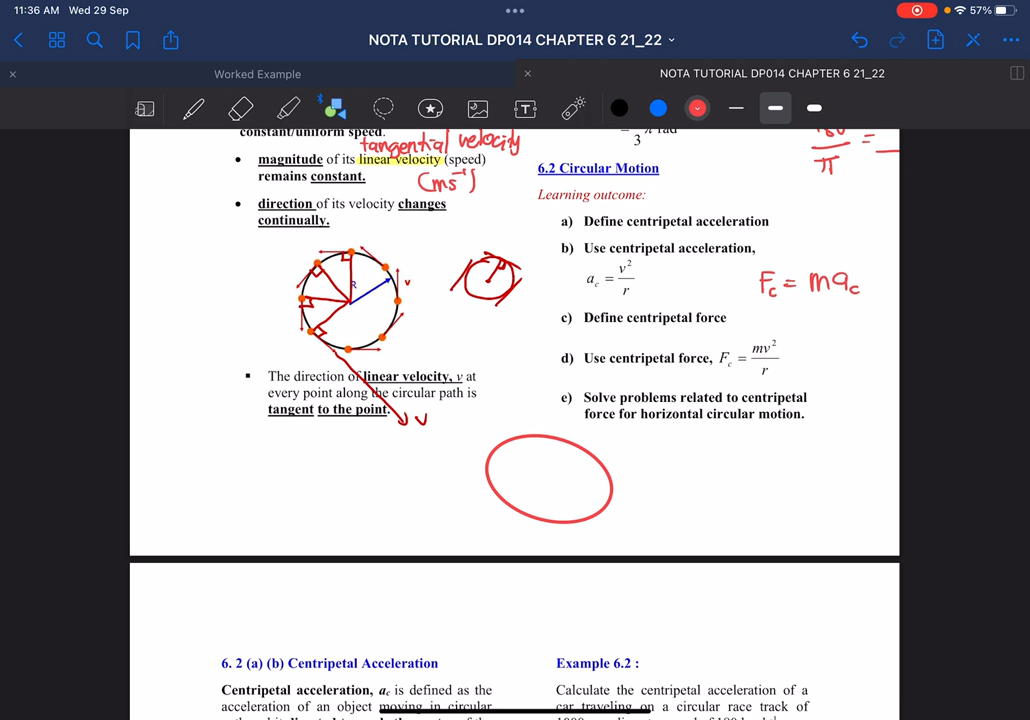 11:36 AM Wed 29 Sep
57%
NOTA TUTORIAL DP014 CHAPTER 6 21_22
Worked Example
NOTA TUTORIAL DP014 CHAPTER 6 21_22
constant/uniform speed.
tangential velocity
• magnitude of its linear velocity (speed)
remains constant.
(ms⁻¹)
• direction of its velocity changes
continually.
R
v
▪ The direction of linear velocity, v at
every point along the circular path is
tangent to the point.
v
3
rad
180
π
=
6.2 Circular Motion
Learning outcome:
a) Define centripetal acceleration
b) Use centripetal acceleration,
a_c = v²/r
F_c = ma_c
c) Define centripetal force
d) Use centripetal force, F_c = mv²/r
e) Solve problems related to centripetal
force for horizontal circular motion.
6. 2 (a) (b) Centripetal Acceleration
Centripetal acceleration, a_c is defined as the
acceleration of an object moving in circular
Example 6.2 :
Calculate the centripetal acceleration of a
car traveling on a circular race track of